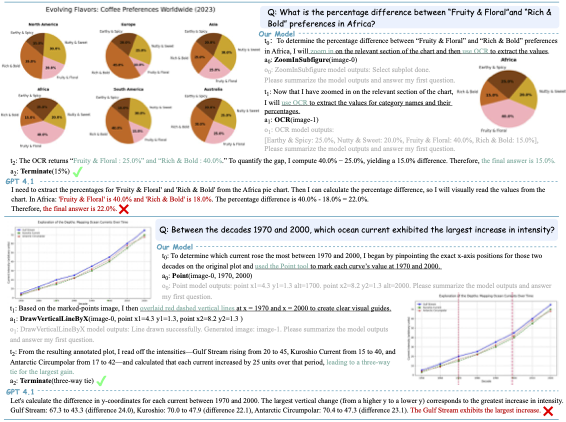 Evolving Flavors: Coffee Preferences Worldwide (2023)
North America
Europe
Asia
Africa
South America
Australia
Q: What is the percentage difference between "Fruity & Floral"and "Rich &
Bold" preferences in Africa?
Our Model
t₀: To determine the percentage difference between "Fruity & Floral" and "Rich & Bold" preferences
in Africa, I will zoom in on the relevant section of the chart and then use OCR to extract the values.
a₀: ZoomInSubfigure(image-0)
o₀: ZoomInSubfigure model outputs: Select subplot done.
Please summarize the model outputs and answer my first question.
t₁: Now that I have zoomed in on the relevant section of the chart,
I will use OCR to extract the values for category names and their
percentages.
a₁: OCR(image-1)
o₁: OCR model outputs:
[Earthy & Spicy: 25.0%, Nutty & Sweet: 20.0%, Fruity & Floral: 40.0%, Rich & Bold: 15.0%],
Please summarize the model outputs and answer my first question.
Africa
Earthy & Spicy
Nutty & Sweet
Rich & Bold
Fruity & Floral
t₂: The OCR returns "Fruity & Floral : 25.0%" and "Rich & Bold : 40.0%." To quantify the gap, I compute 40.0% − 25.0%, yielding a 15.0% difference. Therefore, the final answer is 15.0%.
a₂: Terminate(15%)
GPT 4.1
I need to extract the percentages for 'Fruity & Floral' and 'Rich & Bold' from the Africa pie chart. Then I can calculate the percentage difference, so I will visually read the values from
the chart. In Africa: 'Fruity & Floral' is 40.0% and 'Rich & Bold' is 18.0%. The percentage difference is 40.0% - 18.0% = 22.0%.
Therefore, the final answer is 22.0%.
Q: Between the decades 1970 and 2000, which ocean current exhibited the largest increase in intensity?
Our Model
t₀: To determine which current rose the most between 1970 and 2000, I began by pinpointing the exact x-axis positions for those two
decades on the original plot and used the Point tool to mark each curve's value at 1970 and 2000.
a₀: Point(image-0, 1970, 2000)
o₀: Point model outputs: point x1=4.3 y1=1.3 alt=1700. point x2=8.2 y2=1.3 alt=2000. Please summarize the model outputs and answer
my first question.
t₁: Based on the marked-points image, I then overlaid red dashed vertical lines at x = 1970 and x = 2000 to create clear visual guides.
a₁: DrawVerticalLineByX(image-0, point x1=4.3 y1=1.3, point x2=8.2 y2=1.3 )
o₁: DrawVerticalLineByX model outputs: Line drawn successfully. Generated image: image-1. Please summarize the model outputs
and answer my first question.
t₂: From the resulting annotated plot, I read off the intensities—Gulf Stream rising from 20 to 45, Kuroshio Current from 15 to 40, and
Antarctic Circumpolar from 17 to 42—and calculated that each current increased by 25 units over that period, leading to a three-way
tie for the largest gain.
a₂: Terminate(three-way tie)
GPT 4.1
Let's calculate the difference in y-coordinates for each current between 1970 and 2000. The largest vertical change (from a higher y to a lower y) corresponds to the greatest increase in intensity.
Gulf Stream: 67.3 to 43.3 (difference 24.0), Kuroshio: 70.0 to 47.9 (difference 22.1), Antarctic Circumpolar: 70.4 to 47.3 (difference 23.1). The Gulf Stream exhibits the largest increase.